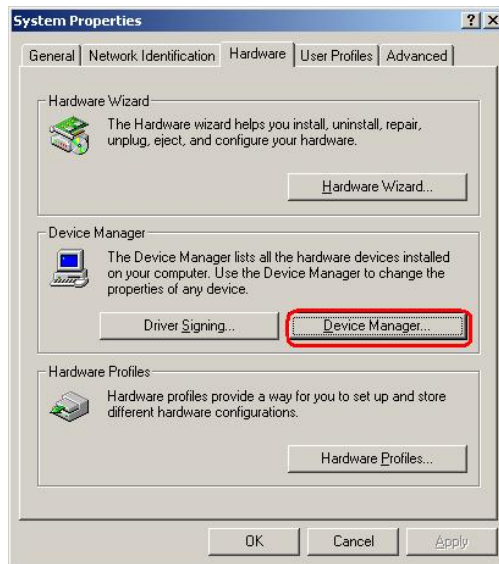 System Properties
? X
General Network Identification Hardware User Profiles Advanced
Hardware Wizard
The Hardware wizard helps you install, uninstall, repair,
unplug, eject, and configure your hardware.
Hardware Wizard...
Device Manager
The Device Manager lists all the hardware devices installed
on your computer. Use the Device Manager to change the
properties of any device.
Driver Signing... Device Manager...
Hardware Profiles
Hardware profiles provide a way for you to set up and store
different hardware configurations.
Hardware Profiles...
OK Cancel Apply